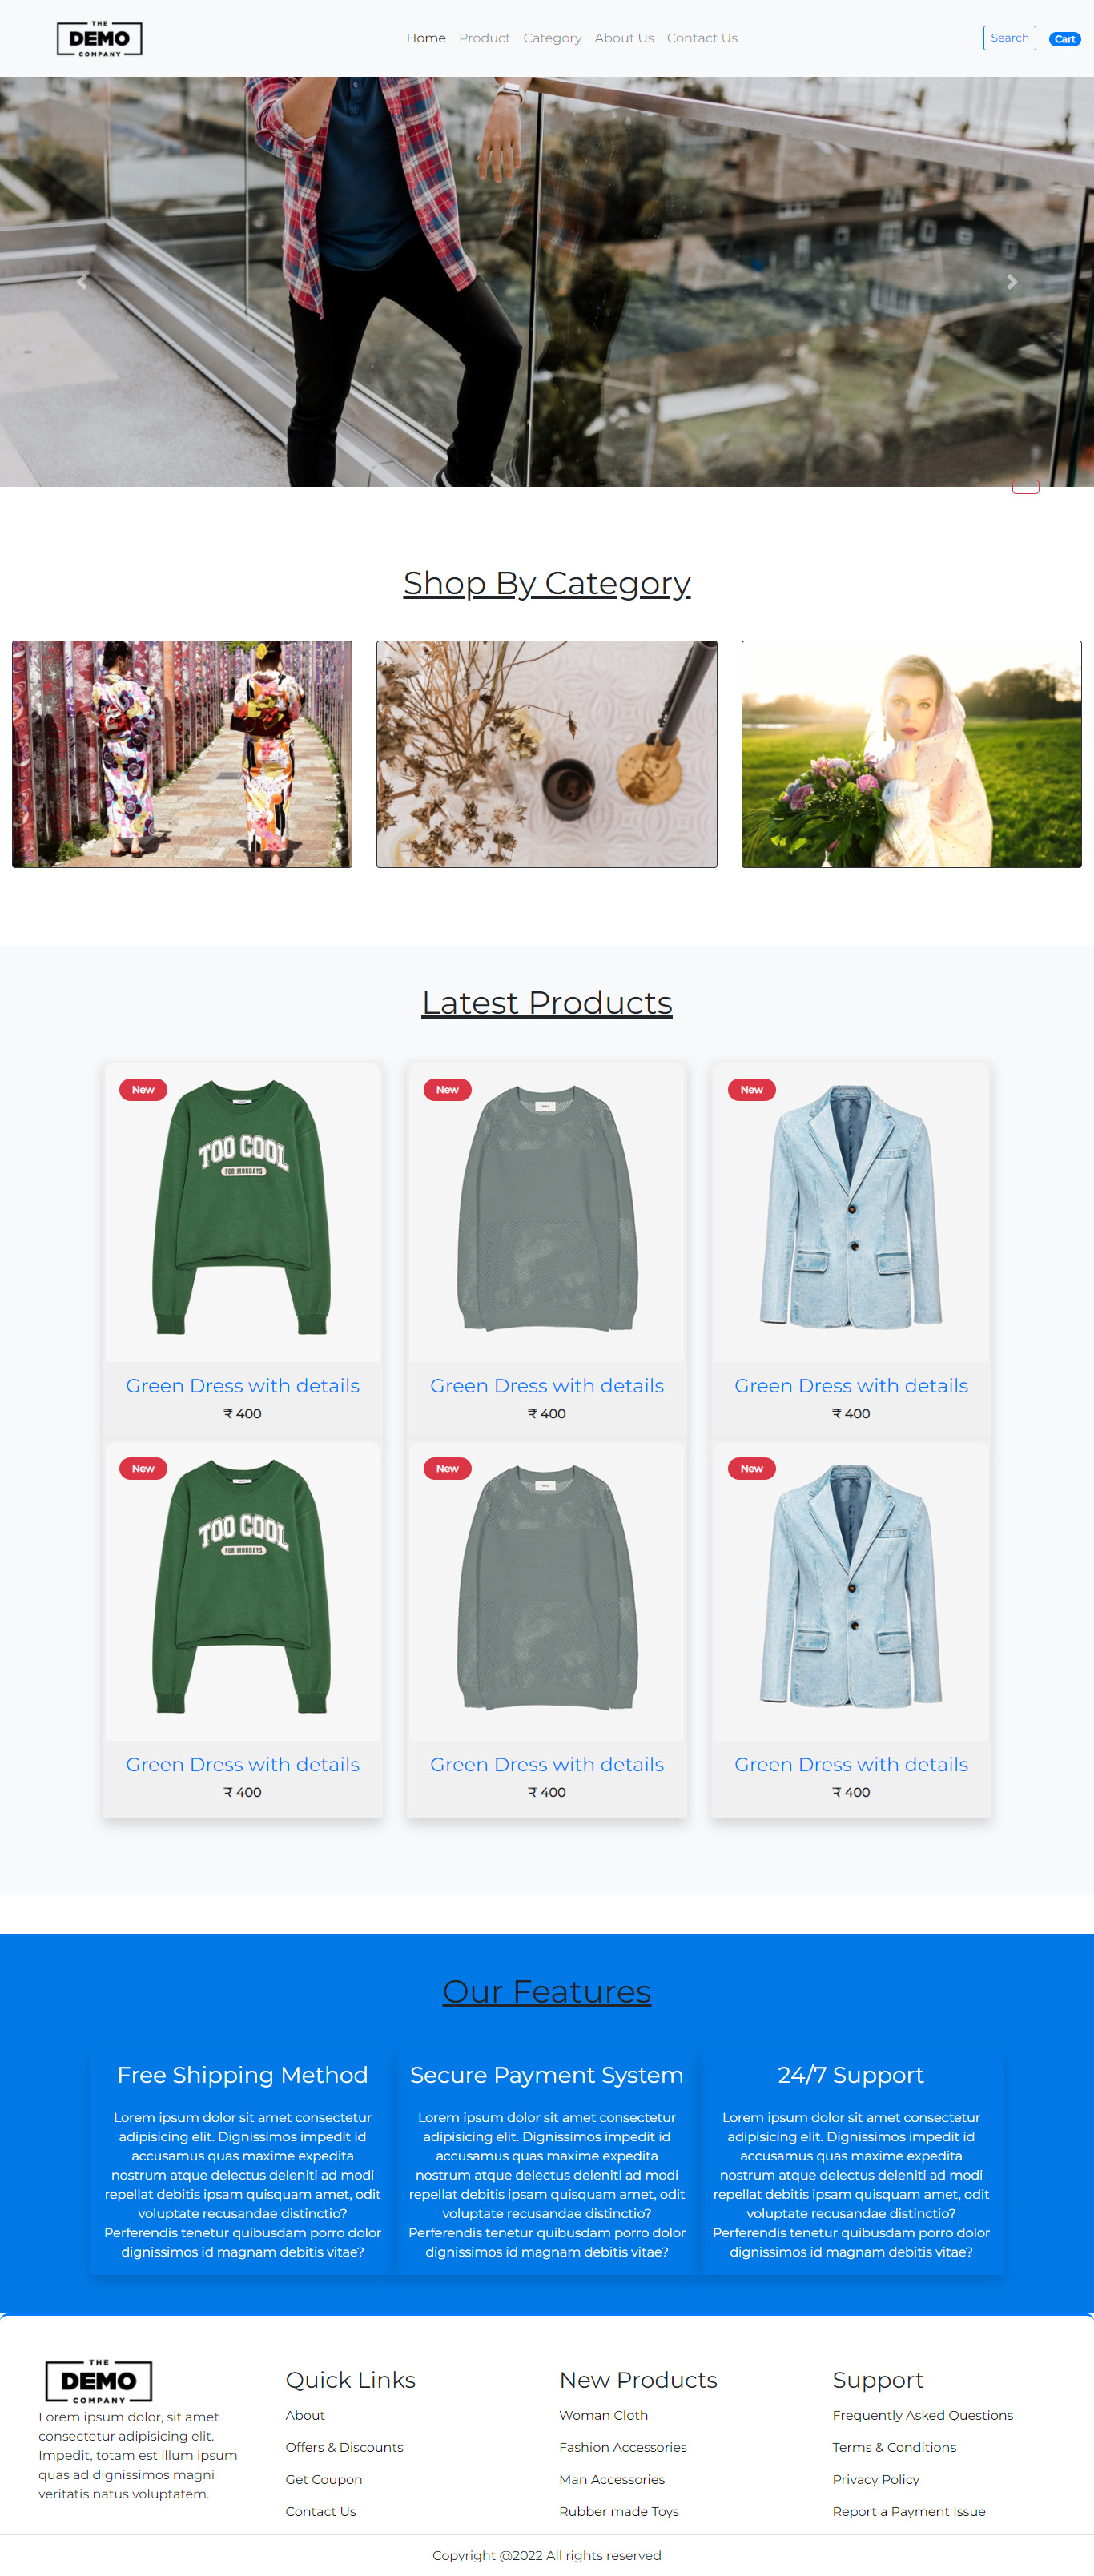 THE
DEMO
COMPANY
Home Product Category About Us Contact Us
Search Cart
Shop By Category
Latest Products
New New New
TOO COOL
FOR MONDAYS
Green Dress with details Green Dress with details Green Dress with details
₹ 400 ₹ 400 ₹ 400
New New New
TOO COOL
FOR MONDAYS
Green Dress with details Green Dress with details Green Dress with details
₹ 400 ₹ 400 ₹ 400
Our Features
Free Shipping Method
Lorem ipsum dolor sit amet consectetur
adipisicing elit. Dignissimos impedit id
accusamus quas maxime expedita
nostrum atque delectus deleniti ad modi
repellat debitis ipsam quisquam amet, odit
voluptate recusandae distinctio?
Perferendis tenetur quibusdam porro dolor
dignissimos id magnam debitis vitae?
Secure Payment System
Lorem ipsum dolor sit amet consectetur
adipisicing elit. Dignissimos impedit id
accusamus quas maxime expedita
nostrum atque delectus deleniti ad modi
repellat debitis ipsam quisquam amet, odit
voluptate recusandae distinctio?
Perferendis tenetur quibusdam porro dolor
dignissimos id magnam debitis vitae?
24/7 Support
Lorem ipsum dolor sit amet consectetur
adipisicing elit. Dignissimos impedit id
accusamus quas maxime expedita
nostrum atque delectus deleniti ad modi
repellat debitis ipsam quisquam amet, odit
voluptate recusandae distinctio?
Perferendis tenetur quibusdam porro dolor
dignissimos id magnam debitis vitae?
THE
DEMO
COMPANY
Lorem ipsum dolor, sit amet
consectetur adipisicing elit.
Impedit, totam est illum ipsum
quas ad dignissimos magni
veritatis natus voluptatem.
Quick Links
About
Offers & Discounts
Get Coupon
Contact Us
New Products
Woman Cloth
Fashion Accessories
Man Accessories
Rubber made Toys
Support
Frequently Asked Questions
Terms & Conditions
Privacy Policy
Report a Payment Issue
Copyright @2022 All rights reserved